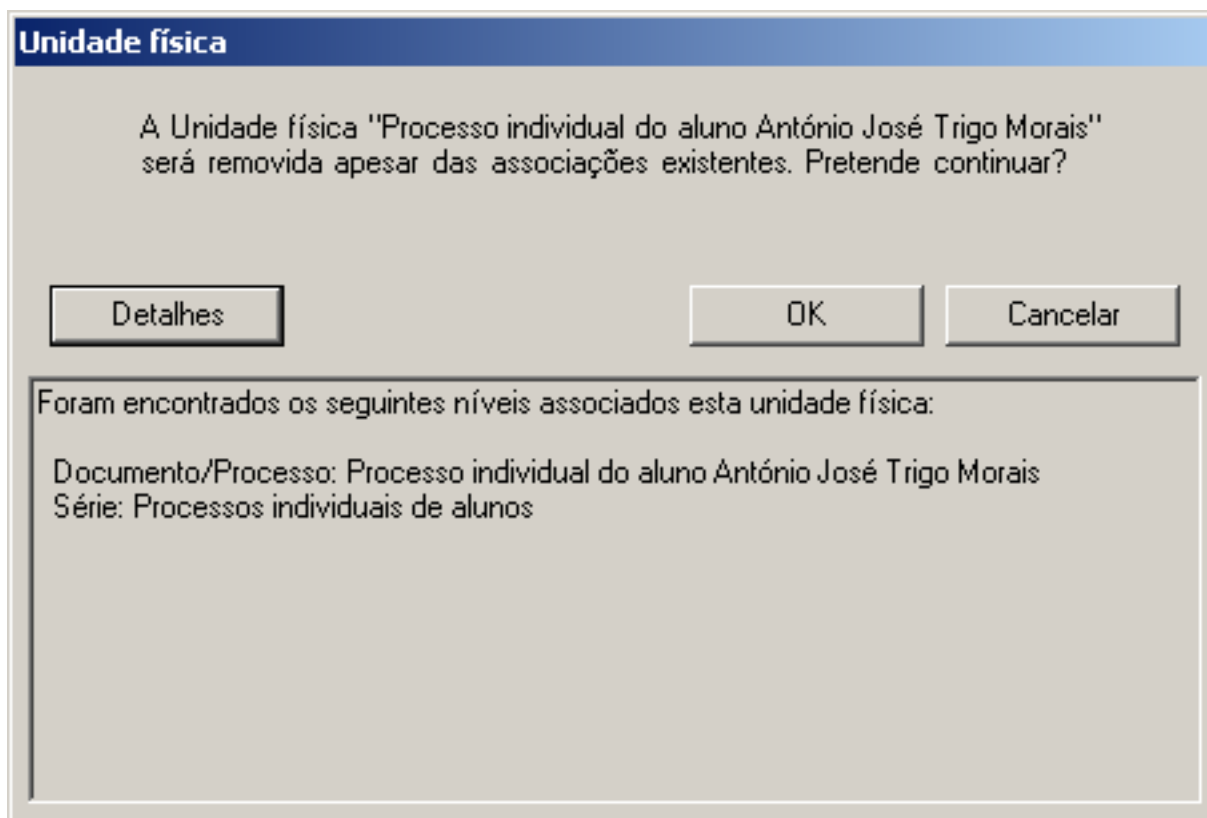 Unidade física
A Unidade física "Processo individual do aluno António José Trigo Morais"
será removida apesar das associações existentes. Pretende continuar?
Detalhes
OK
Cancelar
Foram encontrados os seguintes níveis associados esta unidade física:
Documento/Processo: Processo individual do aluno António José Trigo Morais
Série: Processos individuais de alunos